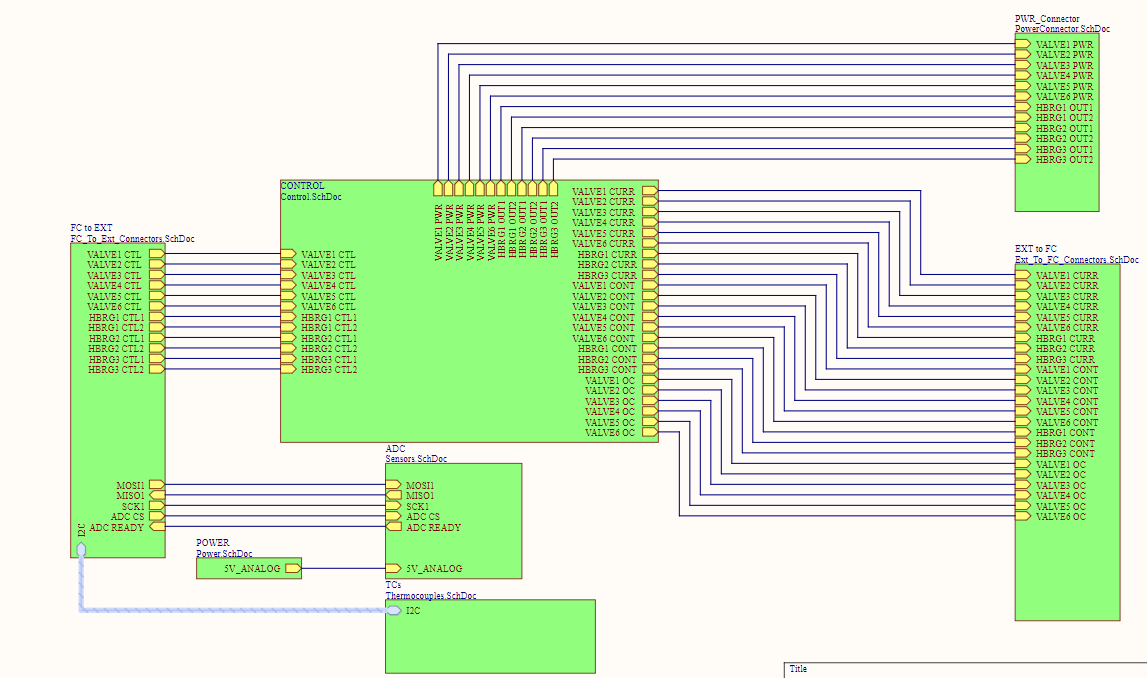 PWR_Connector
PowerConnector.SchDoc
VALVE1 PWR
VALVE2 PWR
VALVE3 PWR
VALVE4 PWR
VALVE5 PWR
VALVE6 PWR
HBRG1 OUT1
HBRG1 OUT2
HBRG2 OUT1
HBRG2 OUT2
HBRG3 OUT1
HBRG3 OUT2
CONTROL
Control.SchDoc
VALVE1 PWR
VALVE2 PWR
VALVE3 PWR
VALVE4 PWR
VALVE5 PWR
VALVE6 PWR
HBRG1 OUT1
HBRG1 OUT2
HBRG2 OUT1
HBRG2 OUT2
HBRG3 OUT1
HBRG3 OUT2
VALVE1 CURR
VALVE2 CURR
VALVE3 CURR
VALVE4 CURR
VALVE5 CURR
VALVE6 CURR
HBRG1 CURR
HBRG2 CURR
HBRG3 CURR
VALVE1 CONT
VALVE2 CONT
VALVE3 CONT
VALVE4 CONT
VALVE5 CONT
VALVE6 CONT
HBRG1 CONT
HBRG2 CONT
HBRG3 CONT
VALVE1 OC
VALVE2 OC
VALVE3 OC
VALVE4 OC
VALVE5 OC
VALVE6 OC
VALVE1 CTL
VALVE2 CTL
VALVE3 CTL
VALVE4 CTL
VALVE5 CTL
VALVE6 CTL
HBRG1 CTL1
HBRG1 CTL2
HBRG2 CTL1
HBRG2 CTL2
HBRG3 CTL1
HBRG3 CTL2
FC to EXT
FC_To_Ext_Connectors.SchDoc
VALVE1 CTL
VALVE2 CTL
VALVE3 CTL
VALVE4 CTL
VALVE5 CTL
VALVE6 CTL
HBRG1 CTL1
HBRG1 CTL2
HBRG2 CTL1
HBRG2 CTL2
HBRG3 CTL1
HBRG3 CTL2
MOSI1
MISO1
SCK1
ADC CS
ADC READY
I2C
EXT to FC
Ext_To_FC_Connectors.SchDoc
VALVE1 CURR
VALVE2 CURR
VALVE3 CURR
VALVE4 CURR
VALVE5 CURR
VALVE6 CURR
HBRG1 CURR
HBRG2 CURR
HBRG3 CURR
VALVE1 CONT
VALVE2 CONT
VALVE3 CONT
VALVE4 CONT
VALVE5 CONT
VALVE6 CONT
HBRG1 CONT
HBRG2 CONT
HBRG3 CONT
VALVE1 OC
VALVE2 OC
VALVE3 OC
VALVE4 OC
VALVE5 OC
VALVE6 OC
ADC
Sensors.SchDoc
MOSI1
MISO1
SCK1
ADC CS
ADC READY
5V_ANALOG
POWER
Power.SchDoc
5V_ANALOG
TCs
Thermocouples.SchDoc
I2C
Title